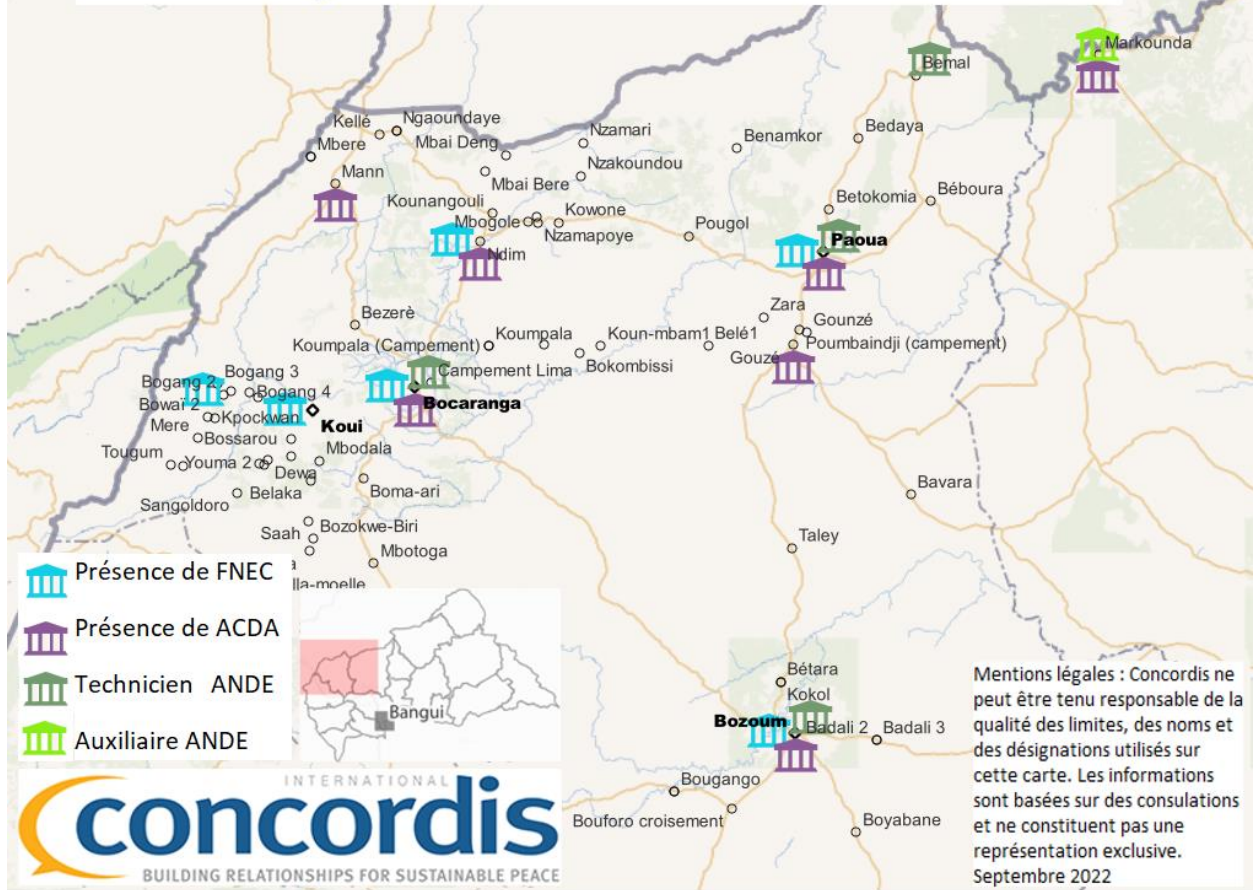 Markounda
Bemal
Kellé
Ngaoundaye
Mbai Deng
Nzamari
Benamkor
Bedaya
Mbere
Mann
Nzakoundou
Mbai Bere
Kounangouli
Betokomia
Béboura
Mbogole
Kowone
Nzamapoye
Pougol
Paoua
Ndim
Bezerè
Zara
Gounzé
Koumpala (Campement)
Koumpala
Koun-mbam1
Belé1
Poumbaindji (campement)
Bokombissi
Gouzé
Bogang 3
Campement Lima
Bogang 2
Bogang 4
Bowaï 2
Kpockwan
Bocaranga
Mere
Koui
Bossarou
Tougum
Youma 2
Mbodala
Dewa
Belaka
Boma-ari
Sangoldoro
Bavara
Saah
Bozokwe-Biri
Mbotoga
Taley
lla-moelle
Présence de FNEC
Présence de ACDA
Technicien ANDE
Auxiliaire ANDE
Bangui
Bétara
Kokol
Bozoum
Badali 2
Badali 3
Bougango
Bouforo croisement
Boyabane
Mentions légales : Concordis ne
peut être tenu responsable de la
qualité des limites, des noms et
des désignations utilisés sur
cette carte. Les informations
sont basées sur des consulations
et ne constituent pas une
représentation exclusive.
Septembre 2022
INTERNATIONAL
concordis
BUILDING RELATIONSHIPS FOR SUSTAINABLE PEACE